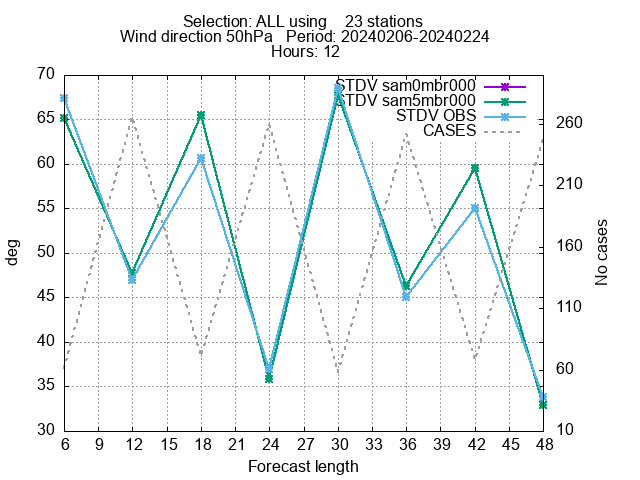 Selection: ALL using 23 stations
Wind direction 50hPa Period: 20240206-20240224
Hours: 12
STDV sam0mbr000
STDV sam5mbr000
STDV OBS
CASES
deg
70
65
60
55
50
45
40
35
30
260
210
160
110
60
10
No cases
6 9 12 15 18 21 24 27 30 33 36 39 42 45 48
Forecast length